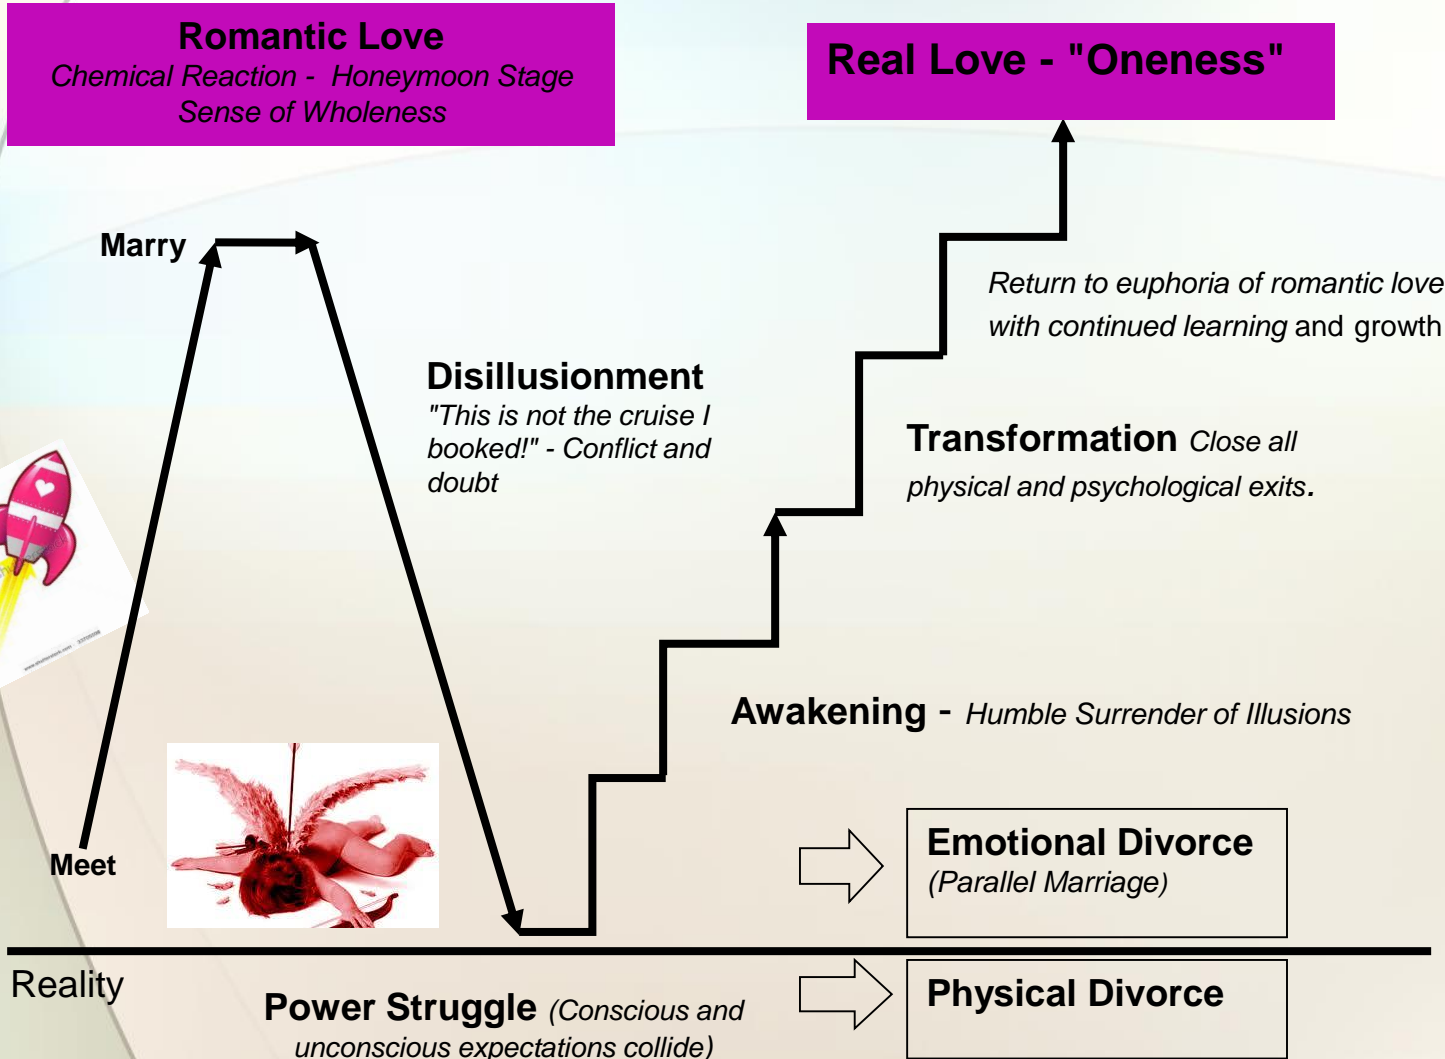 Romantic Love
Chemical Reaction - Honeymoon Stage
Sense of Wholeness
Real Love - "Oneness"
Marry
Return to euphoria of romantic love
with continued learning and growth
Disillusionment
"This is not the cruise I
booked!" - Conflict and
doubt
Transformation Close all
physical and psychological exits.
Awakening - Humble Surrender of Illusions
Meet
Emotional Divorce
(Parallel Marriage)
Reality
Physical Divorce
Power Struggle (Conscious and
unconscious expectations collide)